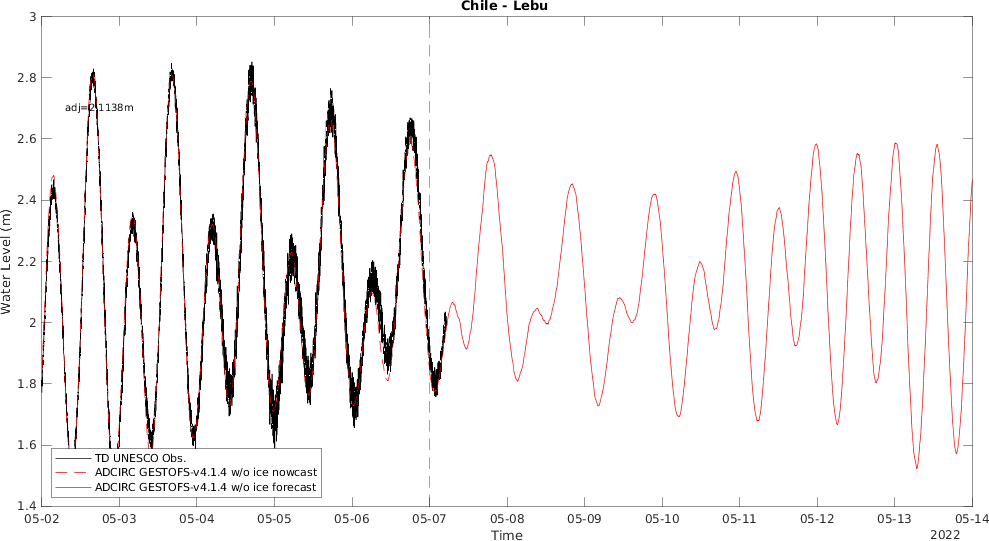 Chile - Lebu
3
2.8
2.6
2.4
2.2
2
1.8
1.6
1.4
Water Level (m)
adj=2.1138m
TD UNESCO Obs.
ADCIRC GESTOFS-v4.1.4 w/o ice nowcast
ADCIRC GESTOFS-v4.1.4 w/o ice forecast
05-02 05-03 05-04 05-05 05-06 05-07 05-08 05-09 05-10 05-11 05-12 05-13 05-14
Time
2022